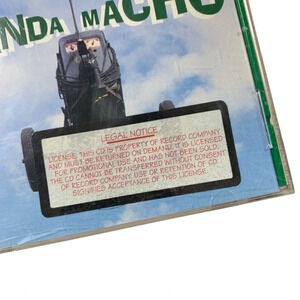 NDA MACHO
LEGAL NOTICE
LICENSE: THIS CD IS PROPERTY OF RECORD COMPANY
AND MUST BE RETURNED ON DEMAND. IT IS LICENSED
FOR PROMOTIONAL USE AND HAS NOT BEEN SOLD.
THE CD CANNOT BE TRANSFERRED WITHOUT CONSENT
OF RECORD COMPANY. USE OR RETENTION OF CD
SIGNIFIES ACCEPTANCE OF THIS LICENSE.